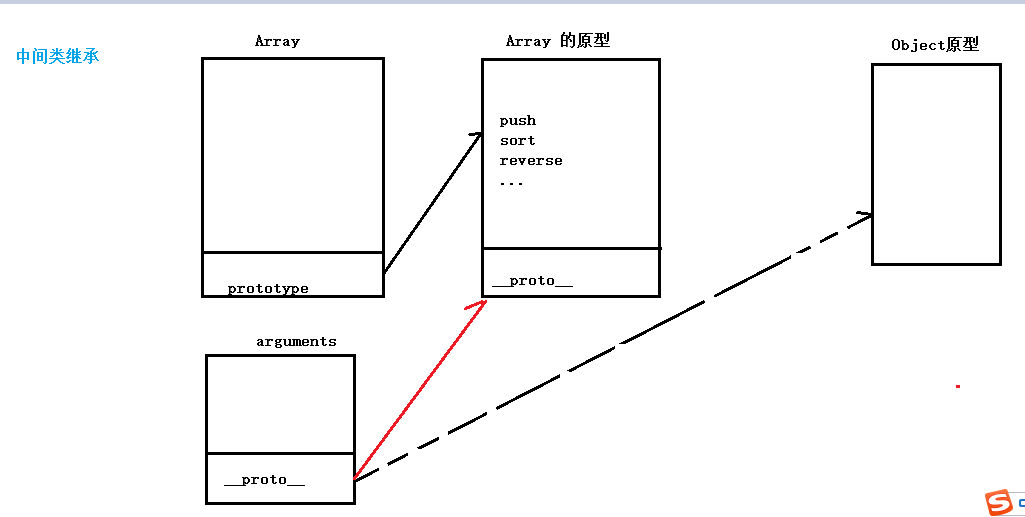 中间类继承
Array
Array 的原型
Object原型
push
sort
reverse
...
prototype
__proto__
arguments
__proto__